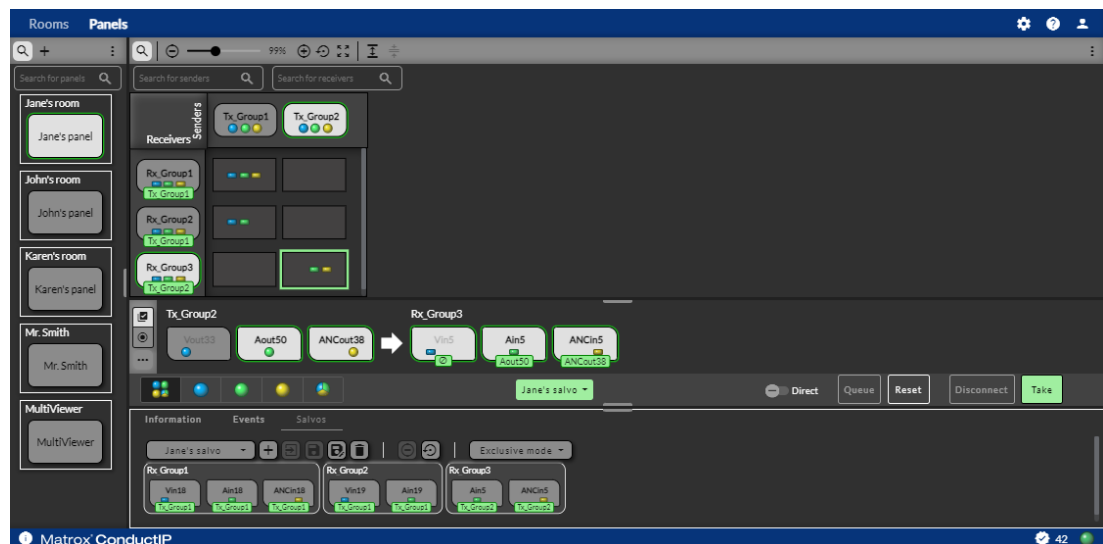 Rooms Panels
99%
Search for panels
Search for senders
Search for receivers
Jane's room
Jane's panel
John's room
John's panel
Karen's room
Karen's panel
Mr. Smith
Mr. Smith
MultiViewer
MultiViewer
Senders
Receivers
Tx_Group1
Tx_Group2
Rx_Group1
Tx_Group1
Rx_Group2
Tx_Group1
Rx_Group3
Tx_Group2
Tx_Group2
Rx_Group3
Vout33
Aout50
ANCout38
Vin5
Ain5
ANCin5
Aout50
ANCout38
Jane's salvo
Direct
Queue
Reset
Disconnect
Take
Information Events Salvos
Jane's salvo
Exclusive mode
Rx Group1
Rx Group2
Rx Group3
Vin18 Ain18 ANCin18 Vin19 Ain19 Ain5 ANCin5
Tx_Group1 Tx_Group1 Tx_Group1 Tx_Group1 Tx_Group1 Tx_Group2 Tx_Group2
Matrox® ConductIP
42